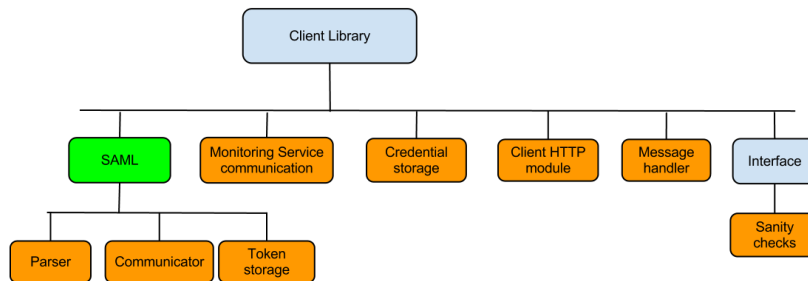 Client Library
SAML
Monitoring Service
communication
Credential
storage
Client HTTP
module
Message
handler
Interface
Parser
Communicator
Token
storage
Sanity
checks